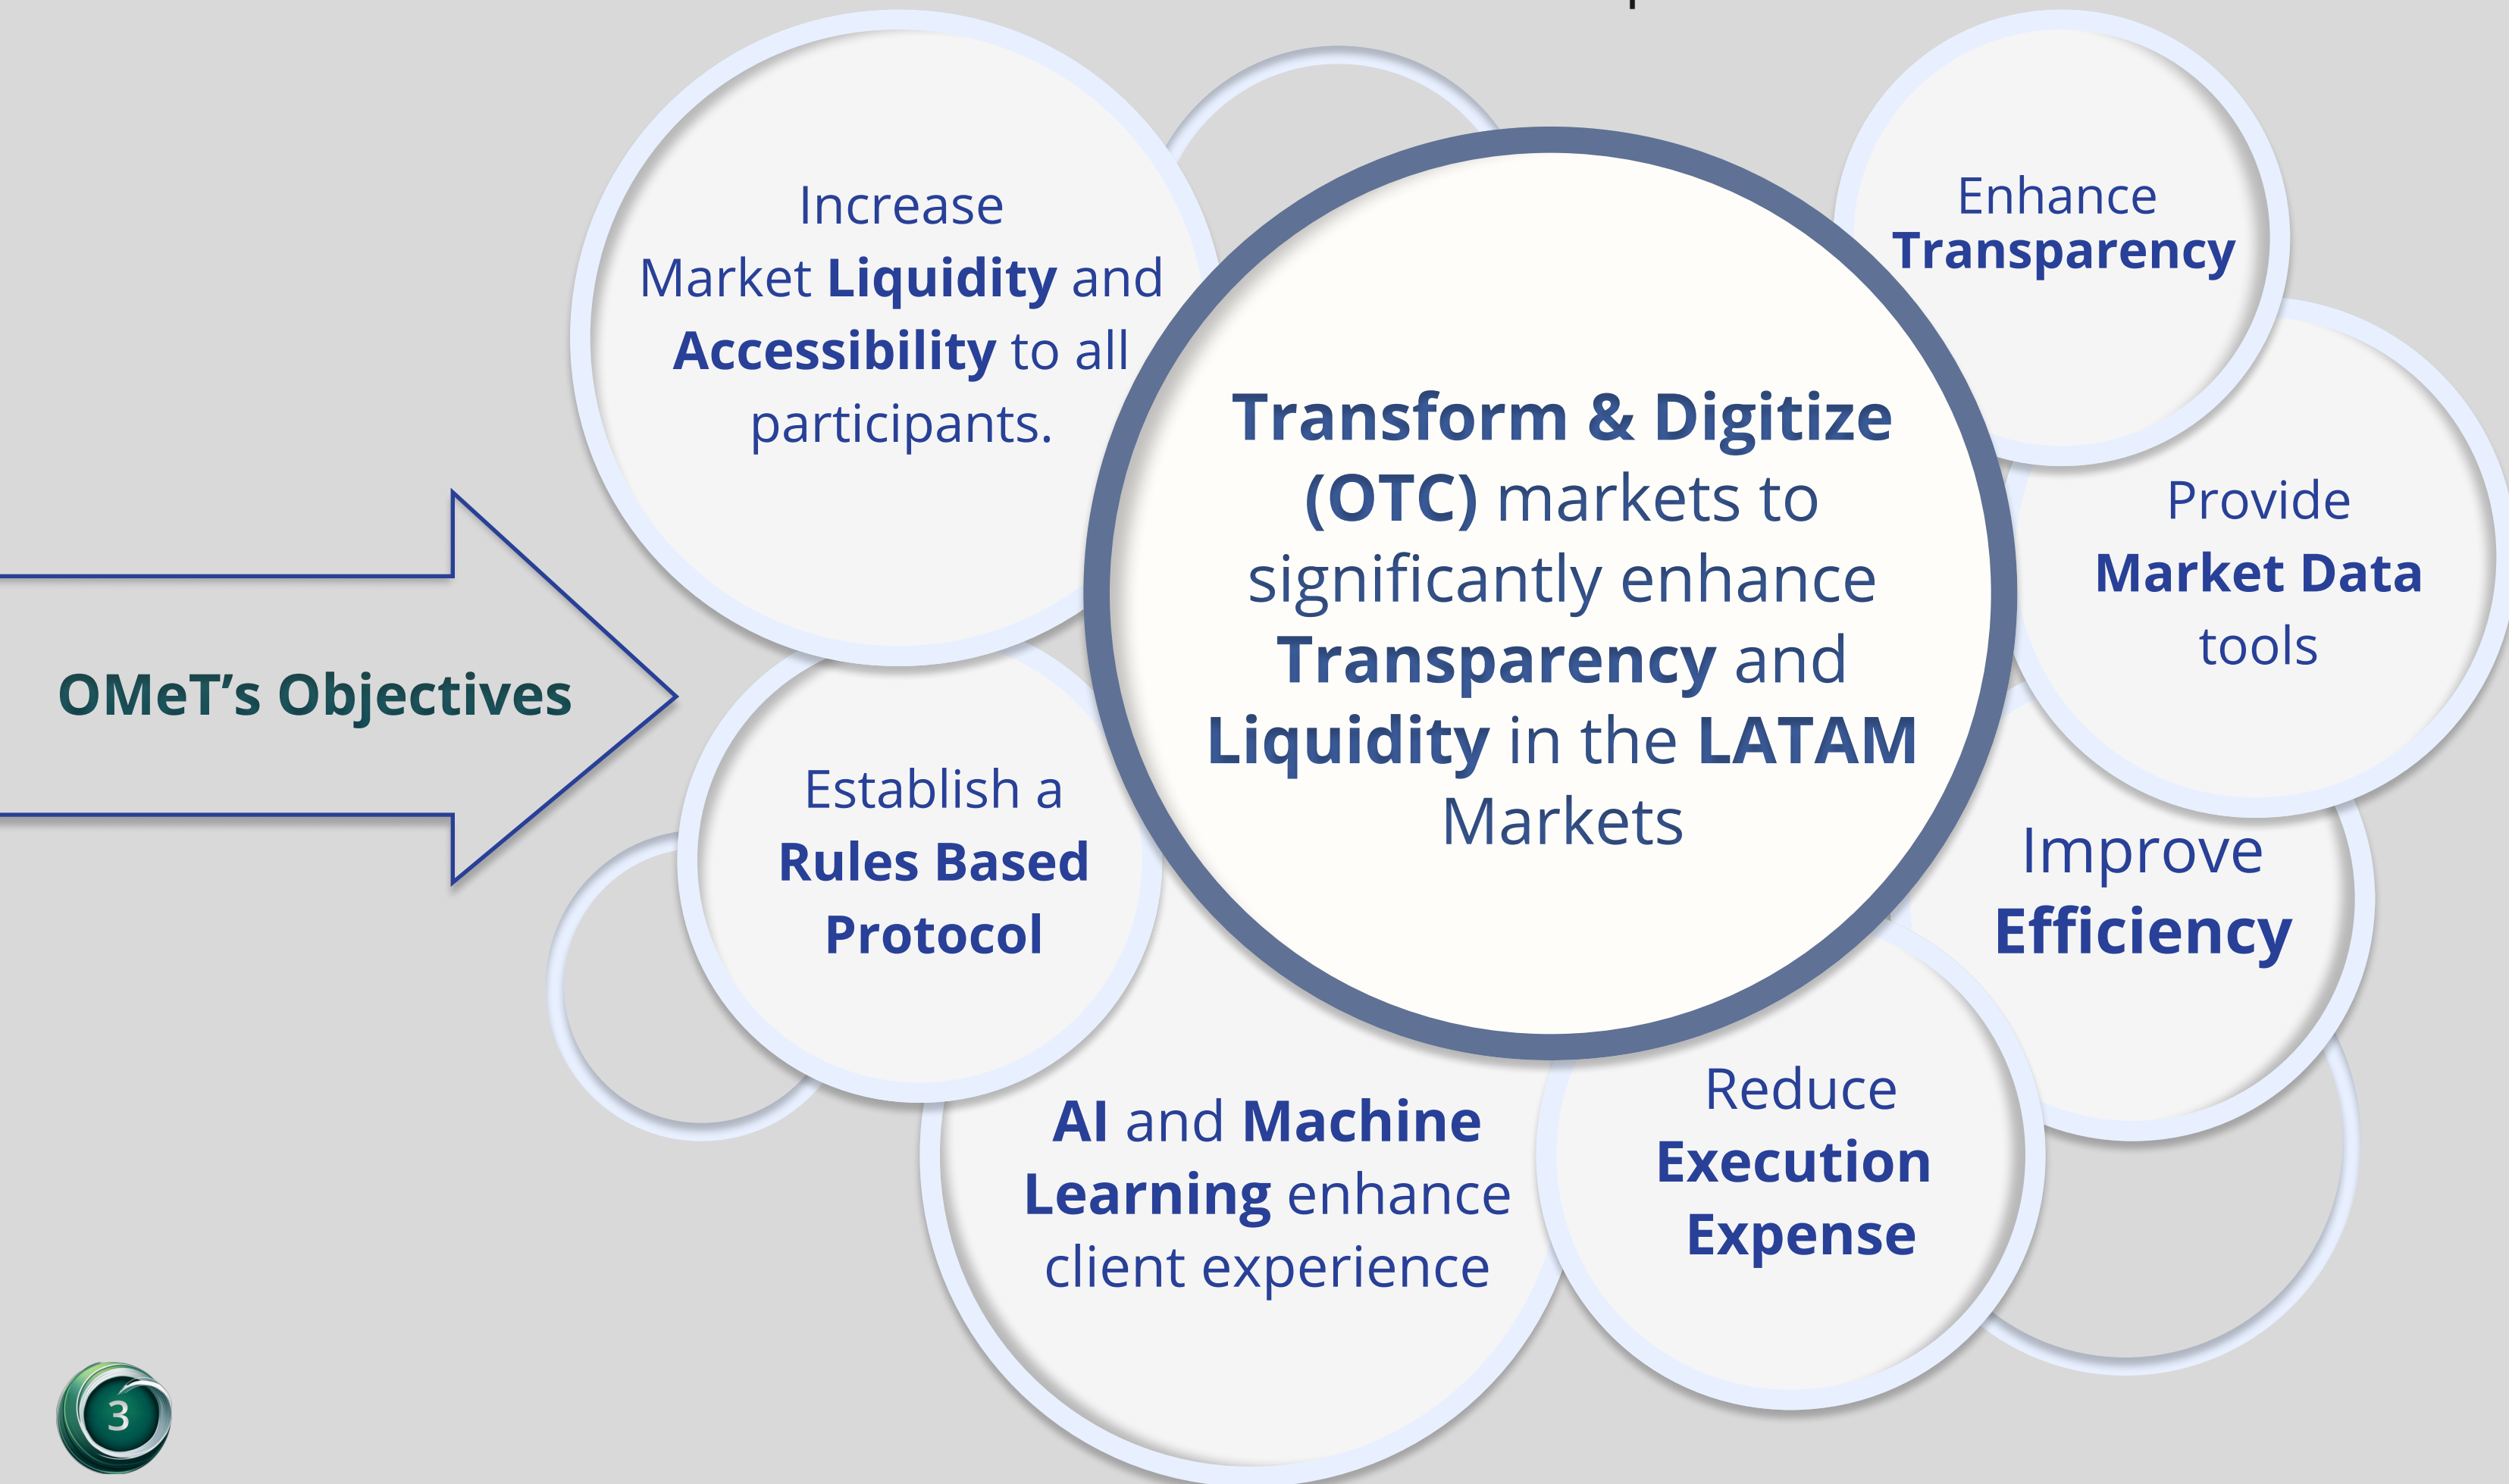 Increase
Market Liquidity and
Accessibility to all
participants.
Enhance
Transparency
Transform & Digitize
(OTC) markets to
significantly enhance
Transparency and
Liquidity in the LATAM
Markets
Provide
Market Data
tools
OMeT’s Objectives
Establish a
Rules Based
Protocol
Improve
Efficiency
AI and Machine
Learning enhance
client experience
Reduce
Execution
Expense
3